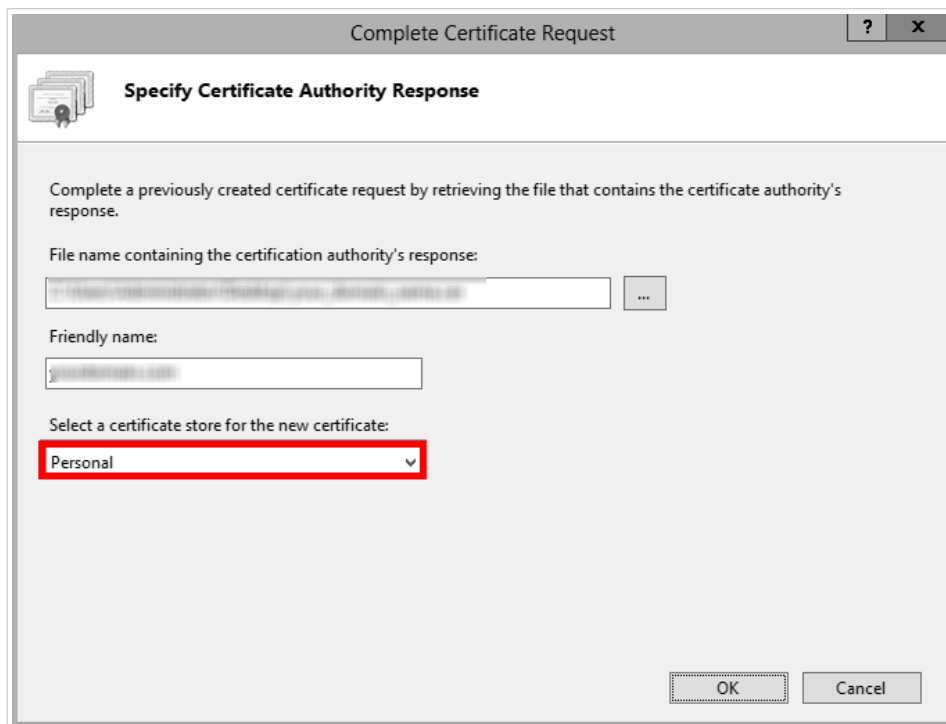 Complete Certificate Request
? x
Specify Certificate Authority Response
Complete a previously created certificate request by retrieving the file that contains the certificate authority's
response.
File name containing the certification authority's response:
...
Friendly name:
Select a certificate store for the new certificate:
Personal
OK Cancel